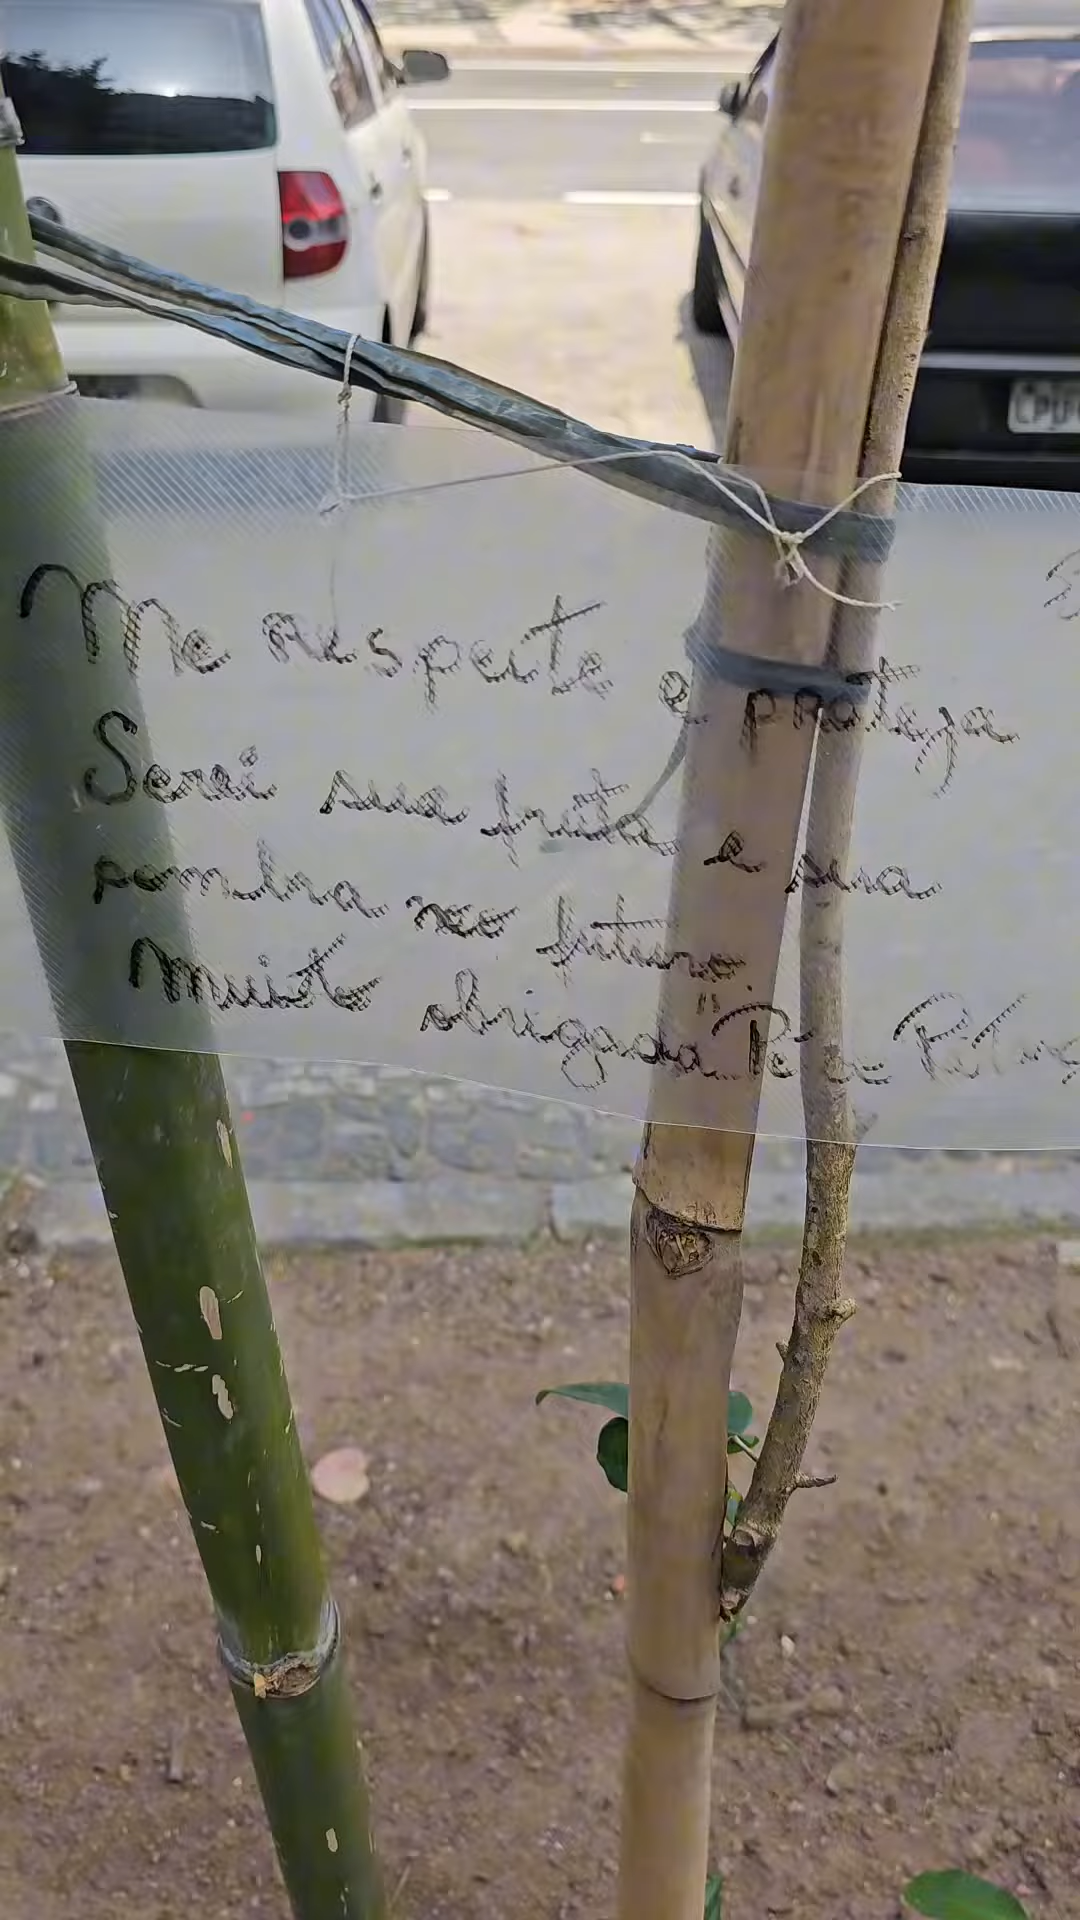 Me respeite e proteja
Serei sua fruta e sua
sombra no futuro
Muito obrigada